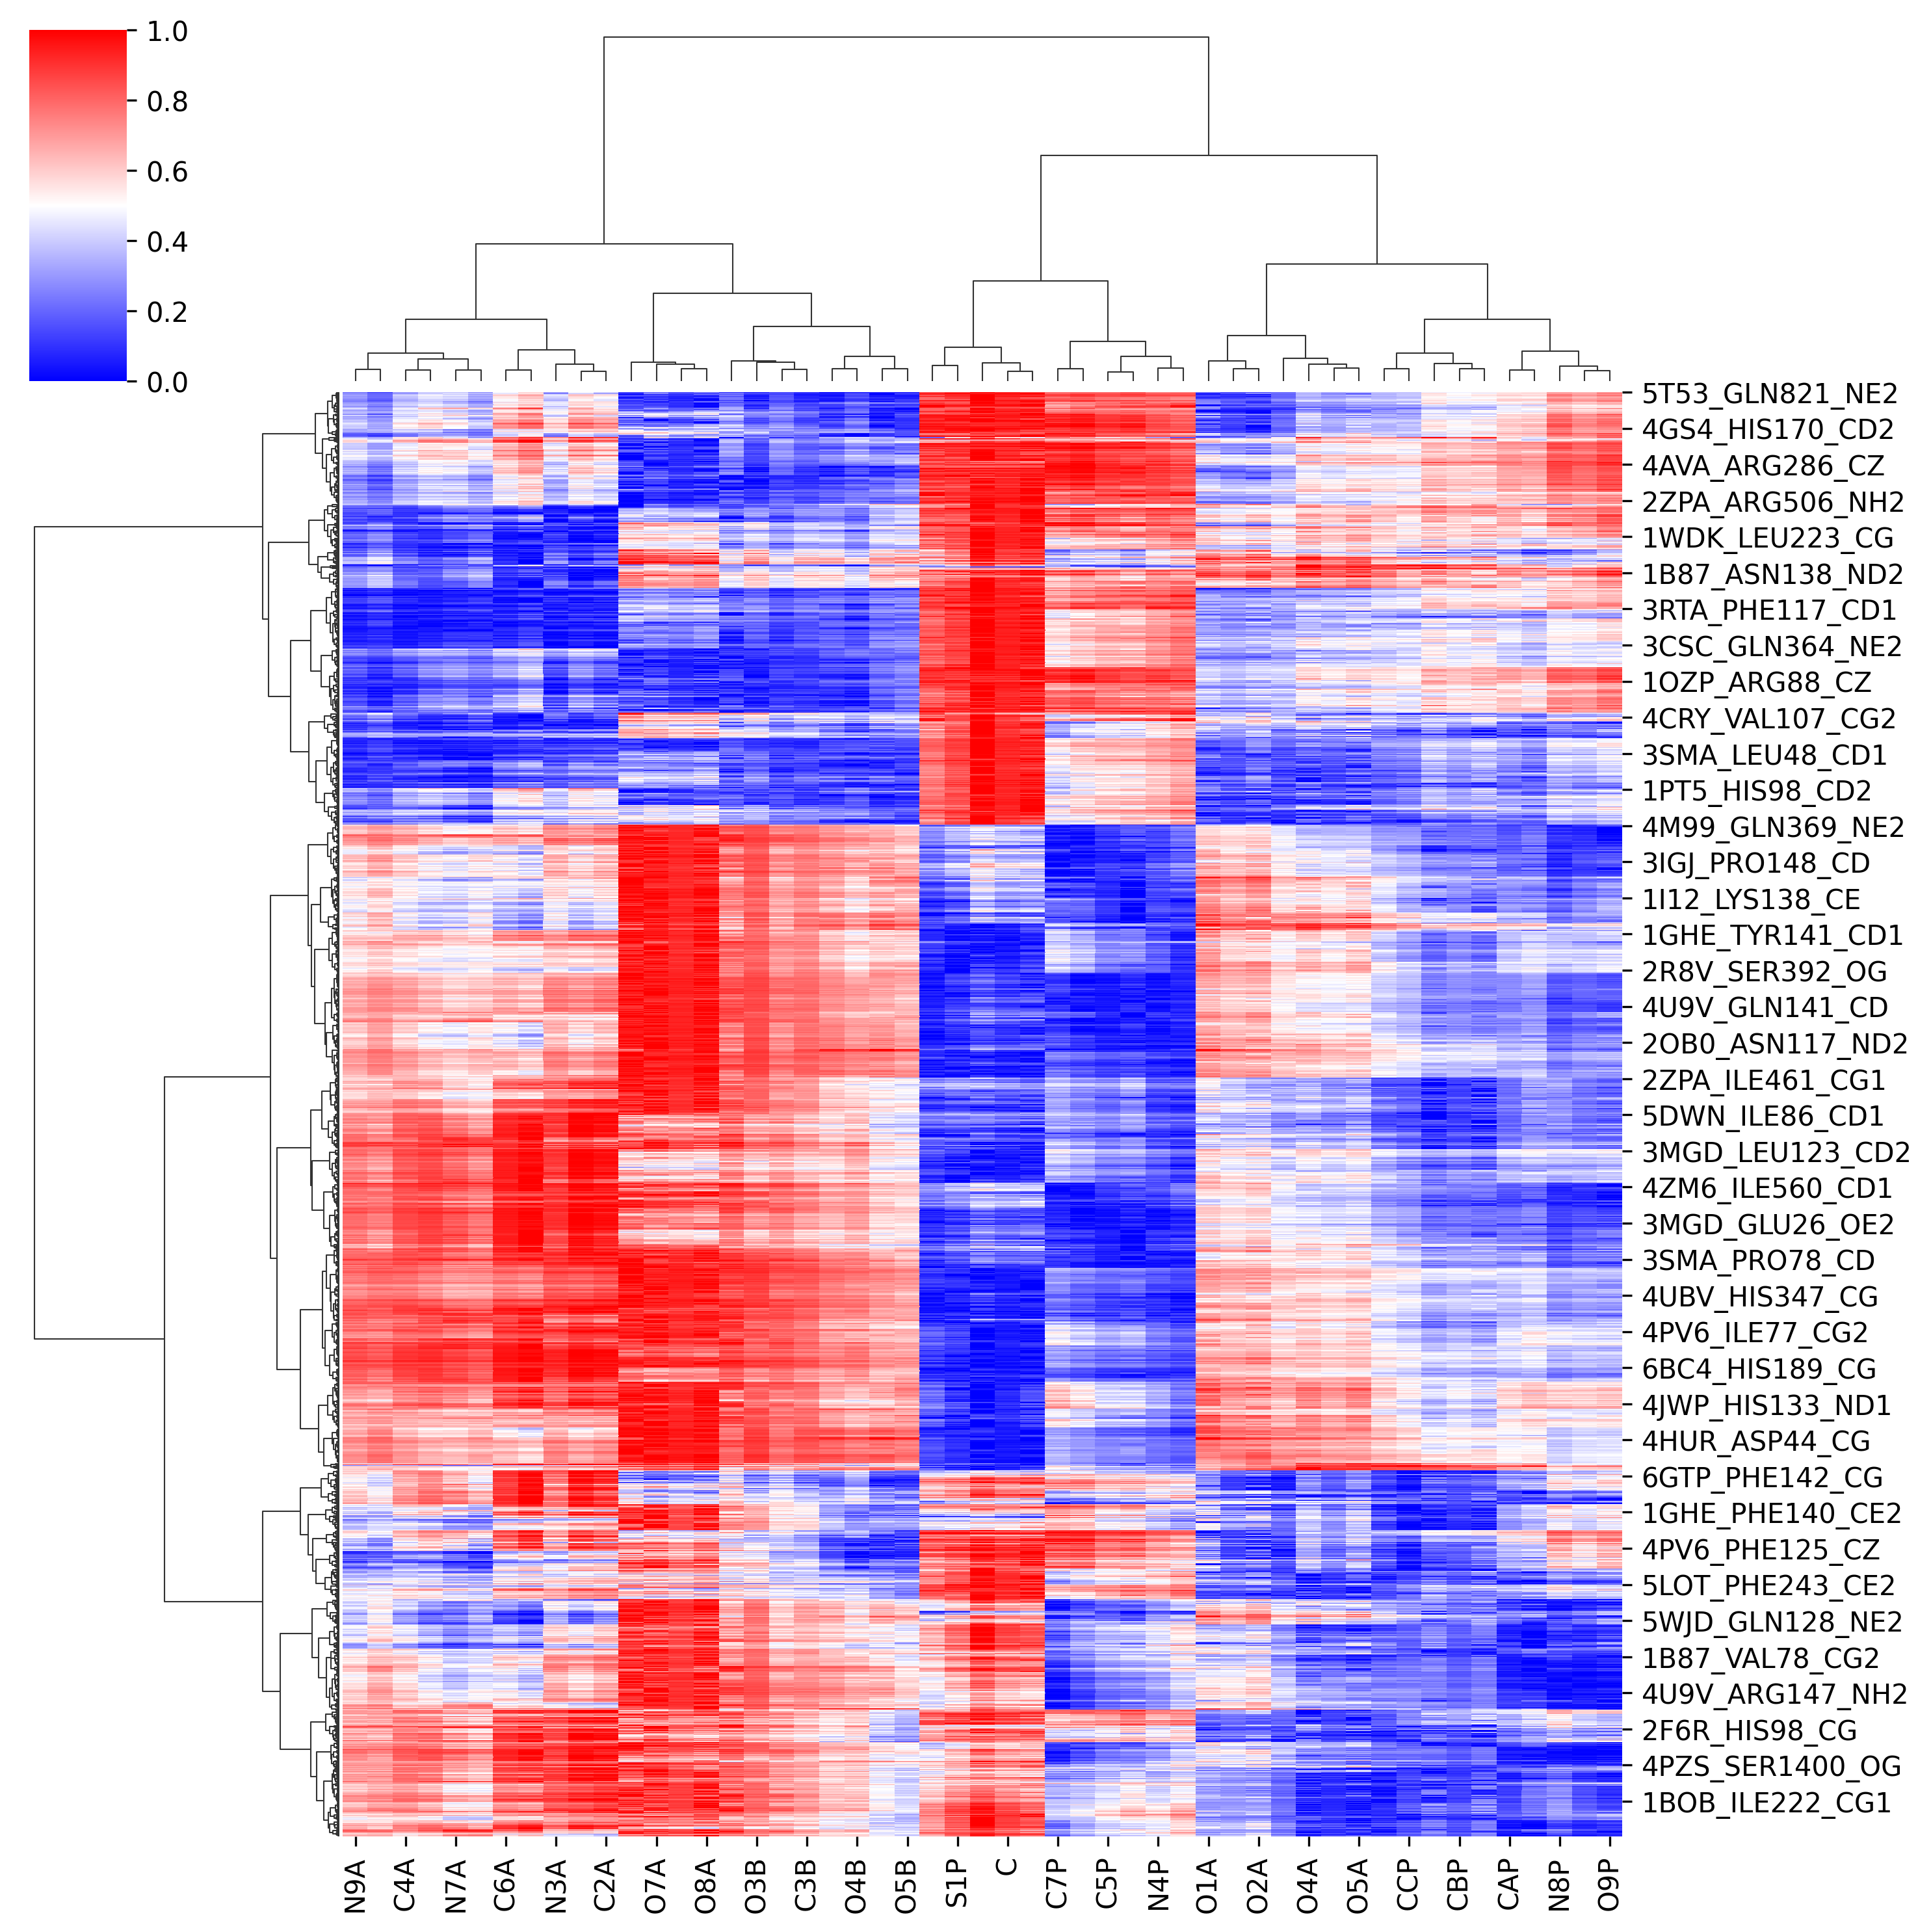 1.0
0.8
0.6
0.4
0.2
0.0
5T53_GLN821_NE2
4GS4_HIS170_CD2
4AVA_ARG286_CZ
2ZPA_ARG506_NH2
1WDK_LEU223_CG
1B87_ASN138_ND2
3RTA_PHE117_CD1
3CSC_GLN364_NE2
1OZP_ARG88_CZ
4CRY_VAL107_CG2
3SMA_LEU48_CD1
1PT5_HIS98_CD2
4M99_GLN369_NE2
3IGJ_PRO148_CD
1I12_LYS138_CE
1GHE_TYR141_CD1
2R8V_SER392_OG
4U9V_GLN141_CD
2OB0_ASN117_ND2
2ZPA_ILE461_CG1
5DWN_ILE86_CD1
3MGD_LEU123_CD2
4ZM6_ILE560_CD1
3MGD_GLU26_OE2
3SMA_PRO78_CD
4UBV_HIS347_CG
4PV6_ILE77_CG2
6BC4_HIS189_CG
4JWP_HIS133_ND1
4HUR_ASP44_CG
6GTP_PHE142_CG
1GHE_PHE140_CE2
4PV6_PHE125_CZ
5LOT_PHE243_CE2
5WJD_GLN128_NE2
1B87_VAL78_CG2
4U9V_ARG147_NH2
2F6R_HIS98_CG
4PZS_SER1400_OG
1BOB_ILE222_CG1
N9A
C4A
N7A
C6A
N3A
C2A
O7A
O8A
O3B
C3B
O4B
O5B
S1P
C
C7P
C5P
N4P
O1A
O2A
O4A
O5A
CCP
CBP
CAP
N8P
O9P